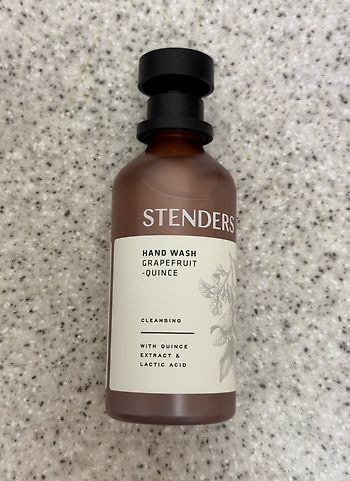 STENDERS
HAND WASH
GRAPEFRUIT
-QUINCE
CLEANSING
WITH QUINCE
EXTRACT &
LACTIC ACID